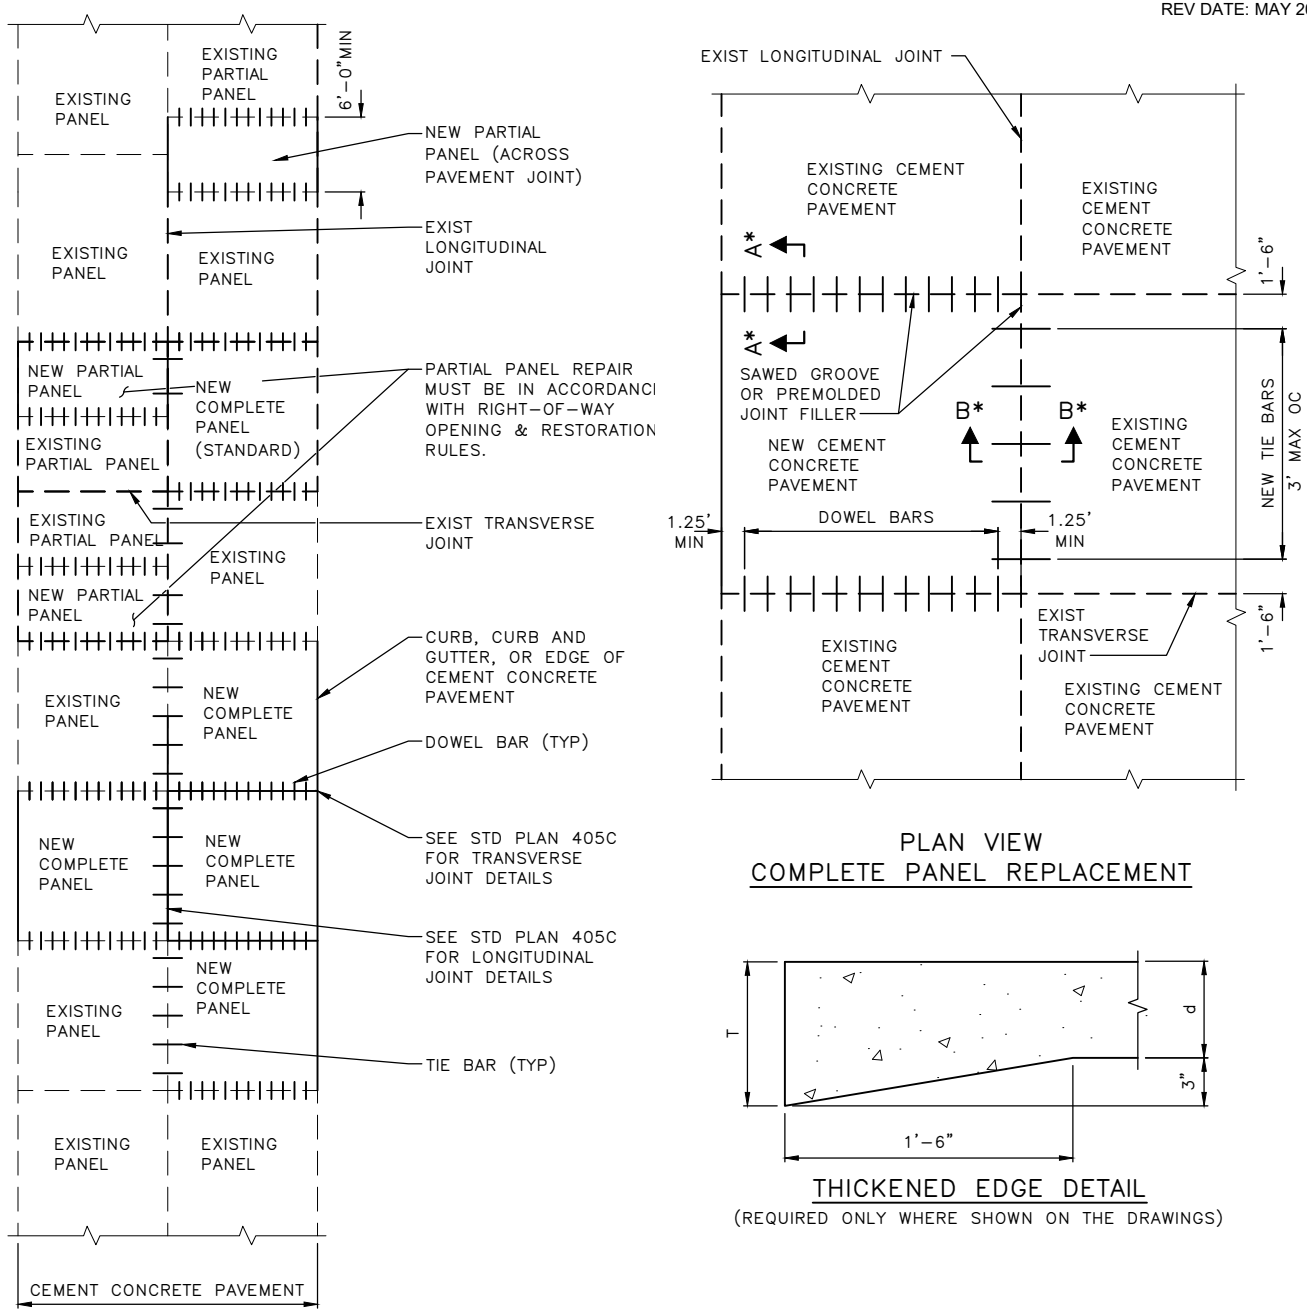 REV DATE: MAY 20
EXISTING
PANEL
EXISTING
PARTIAL
PANEL
6'-0"MIN
NEW PARTIAL
PANEL (ACROSS
PAVEMENT JOINT)
EXISTING
PANEL
EXISTING
PANEL
EXIST
LONGITUDINAL
JOINT
NEW PARTIAL
PANEL
NEW
COMPLETE
PANEL
(STANDARD)
PARTIAL PANEL REPAIR
MUST BE IN ACCORDANC
WITH RIGHT-OF-WAY
OPENING & RESTORATION
RULES.
EXISTING
PARTIAL PANEL
EXISTING
PARTIAL PANEL
EXIST TRANSVERSE
JOINT
EXISTING
PANEL
NEW PARTIAL
PANEL
CURB, CURB AND
GUTTER, OR EDGE OF
CEMENT CONCRETE
PAVEMENT
EXISTING
PANEL
NEW
COMPLETE
PANEL
DOWEL BAR (TYP)
NEW
COMPLETE
PANEL
NEW
COMPLETE
PANEL
SEE STD PLAN 405C
FOR TRANSVERSE
JOINT DETAILS
SEE STD PLAN 405C
FOR LONGITUDINAL
JOINT DETAILS
EXISTING
PANEL
NEW
COMPLETE
PANEL
TIE BAR (TYP)
EXISTING
PANEL
EXISTING
PANEL
CEMENT CONCRETE PAVEMENT
EXIST LONGITUDINAL JOINT
EXISTING CEMENT
CONCRETE
PAVEMENT
EXISTING
CEMENT
CONCRETE
PAVEMENT
A*
1'-6"
A*
SAWED GROOVE
OR PREMOLDED
JOINT FILLER
NEW CEMENT
CONCRETE
PAVEMENT
B*
B*
EXISTING
CEMENT
CONCRETE
PAVEMENT
NEW TIE BARS
3' MAX OC
1.25'
MIN
DOWEL BARS
1.25'
MIN
EXIST
TRANSVERSE
JOINT
1'-6"
EXISTING
CEMENT
CONCRETE
PAVEMENT
EXISTING CEMENT
CONCRETE
PAVEMENT
PLAN VIEW
COMPLETE PANEL REPLACEMENT
T
d
3"
1'-6"
THICKENED EDGE DETAIL
(REQUIRED ONLY WHERE SHOWN ON THE DRAWINGS)